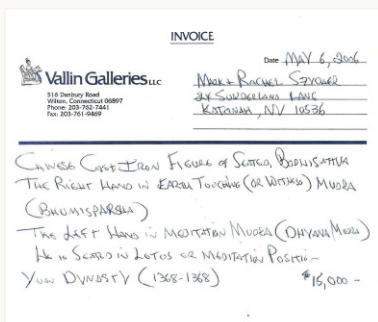 INVOICE
Date MAY 6, 2006
Vallin Galleries LLC
516 Danbury Road
Wilton, Connecticut 06897
Phone: 203-762-7441
Fax: 203-761-9469
MARK + RACHEL
SUNDERLAND LANE
KATONAH, NY 10536
CHINESE CAST IRON FIGURE OF SEATED, BODHISATTVA
THE RIGHT HAND IN EARTH TOUCHING (OR WITNESS) MUDRA
(BHUMISPARSHA)
THE LEFT HAND IN MEDITATION MUDRA (DHYANA MUDRA)
HE IS SEATED IN LOTUS OR MEDITATION POSITION
YUAN DYNASTY (1368-1368)
$15,000 -